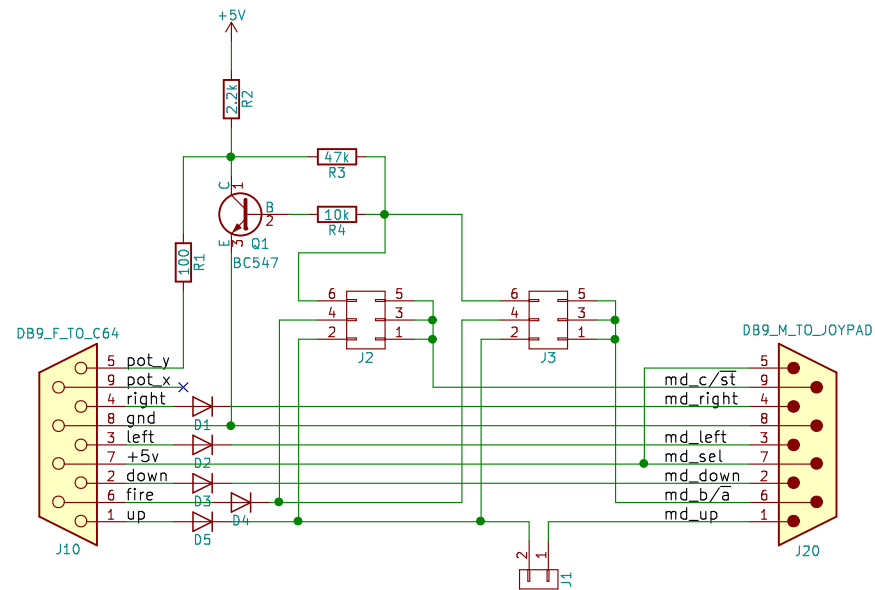 +5V
2.2k R2
47k
R3
C 1
B
2
10k
R4
E 3 Q1
BC547
100 R1
6 5
4 3
2 1
J2
6 5
4 3
2 1
J3
DB9_F_TO_C64
5 pot_y
9 pot_x
4 right
D1
8 gnd
3 left
D2
7 +5v
2 down
D3
6 fire
D4
1 up
D5
J10
DB9_M_TO_JOYPAD
5
md_c/st 9
md_right 4
8
md_left 3
md_sel 7
md_down 2
md_b/a 6
md_up 1
J20
2 1
J1